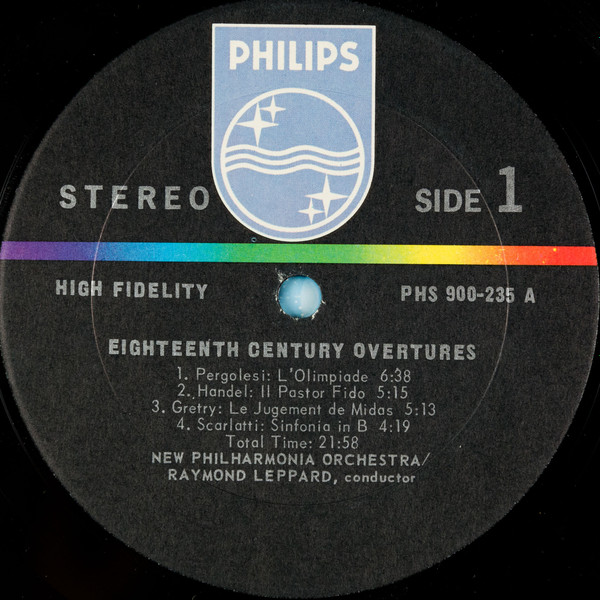 PHILIPS
STEREO
SIDE 1
HIGH FIDELITY
PHS 900-235 A
EIGHTEENTH CENTURY OVERTURES
1. Pergolesi: L'Olimpiade 6:38
2. Handel: Il Pastor Fido 5:15
3. Gretry: Le Jugement de Midas 5:13
4. Scarlatti: Sinfonia in B 4:19
Total Time: 21:58
NEW PHILHARMONIA ORCHESTRA/
RAYMOND LEPPARD, conductor